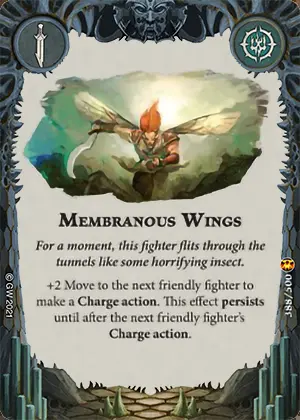 MEMBRANOUS WINGS
For a moment, this fighter flits through the
tunnels like some horrifying insect.
+2 Move to the next friendly fighter to
make a Charge action. This effect persists
until after the next friendly fighter's
Charge action.
© GW 2021
388/500